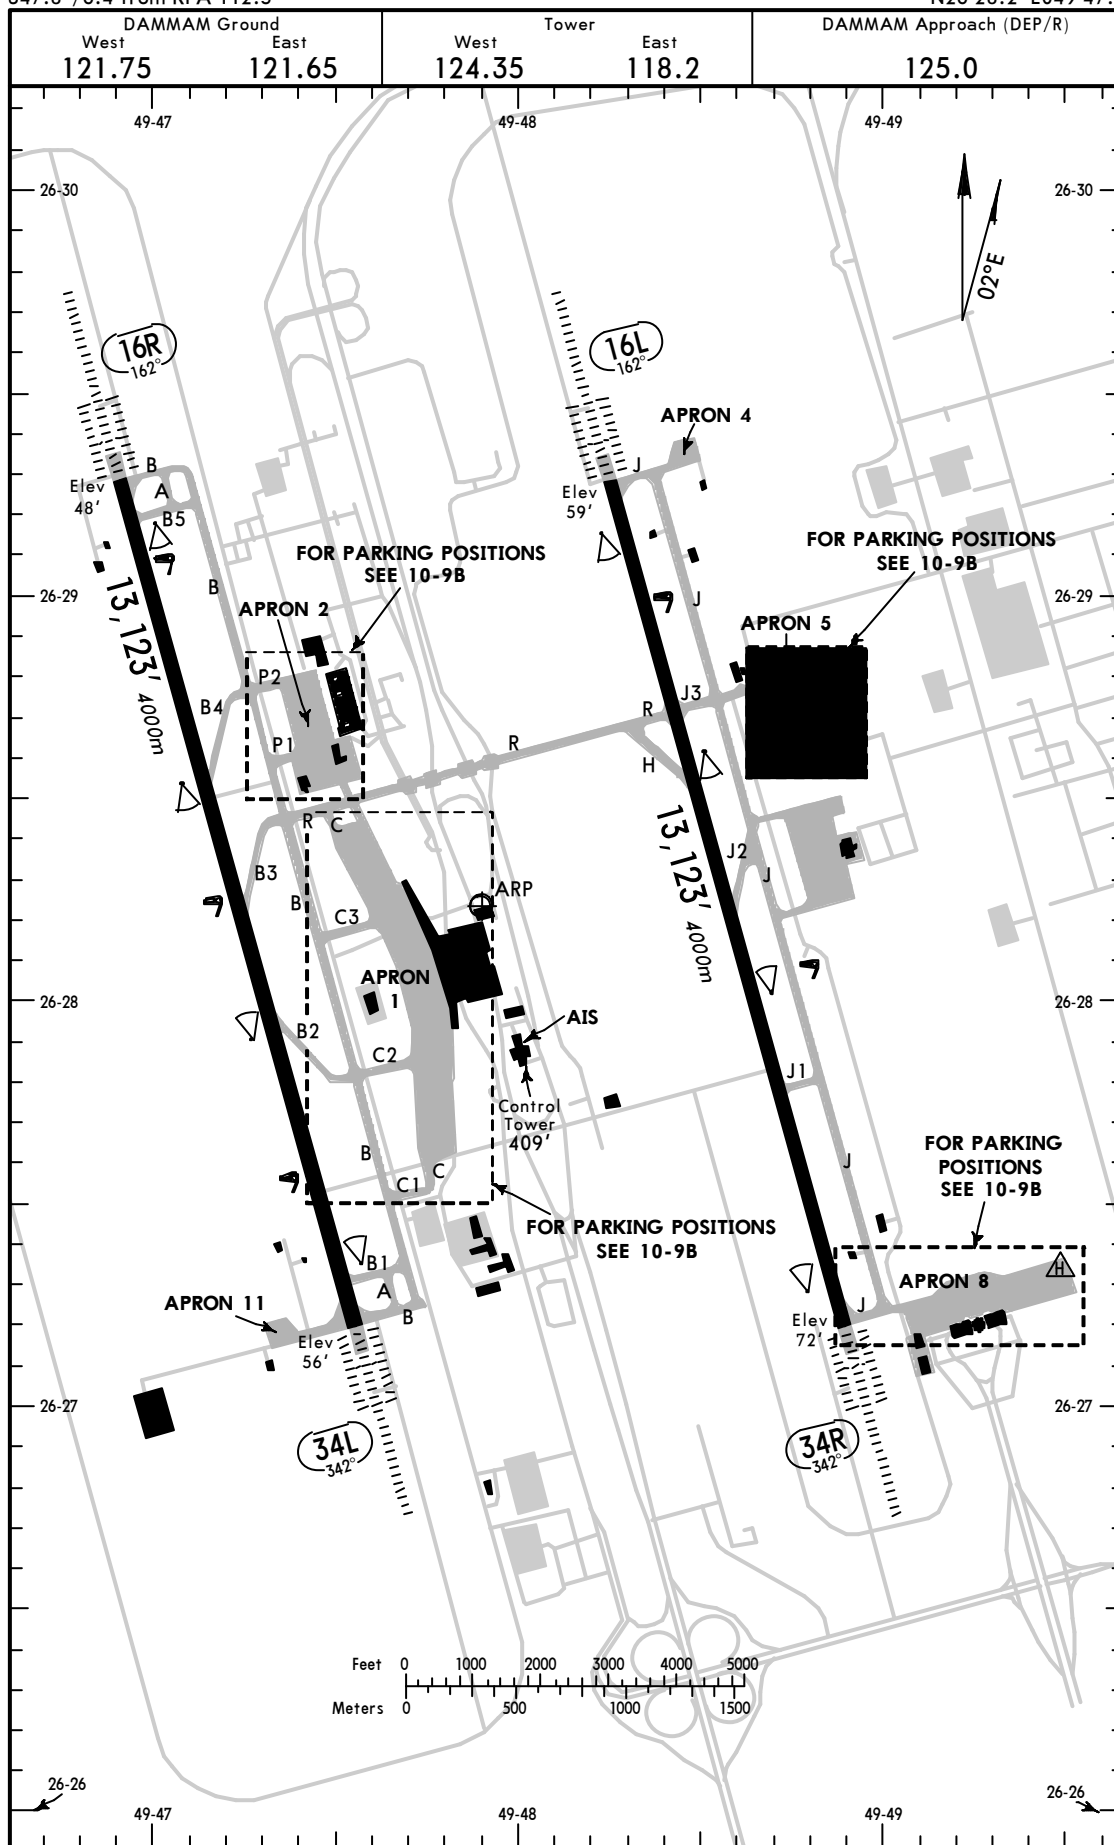 DAMMAM Ground
West
East
121.75
121.65
Tower
West
East
124.35
118.2
DAMMAM Approach (DEP/R)
125.0
49-47
49-48
49-49
26-30
26-30
02°E
16R
162°
16L
162°
APRON 4
B
J
Elev
48'
A
Elev
59'
B5
FOR PARKING POSITIONS
SEE 10-9B
FOR PARKING POSITIONS
SEE 10-9B
B
26-29
26-29
13,123'
4000m
APRON 2
J
APRON 5
P2
B4
J3
R
P1
R
H
R
C
13,123'
4000m
B3
J2
J
B
C3
ARP
APRON
1
26-28
26-28
AIS
B2
C2
J1
Control
Tower
409'
B
C1
C
J
FOR PARKING
POSITIONS
SEE 10-9B
FOR PARKING POSITIONS
SEE 10-9B
B1
A
APRON 11
B
APRON 8
H
J
Elev
56'
Elev
72'
26-27
26-27
34L
342°
34R
342°
Feet 0 1000 2000 3000 4000 5000
Meters 0 500 1000 1500
26-26
26-26
49-47
49-48
49-49